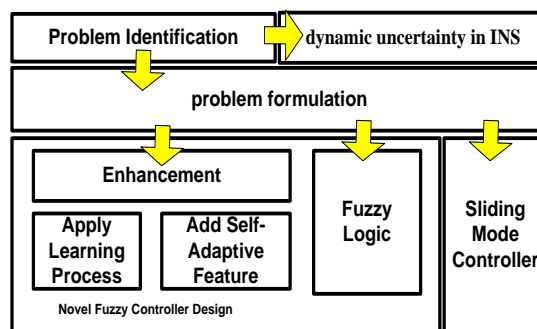 Problem Identification
dynamic uncertainty in INS
problem formulation
Enhancement
Apply
Learning
Process
Add Self-
Adaptive
Feature
Fuzzy
Logic
Sliding
Mode
Controller
Novel Fuzzy Controller Design